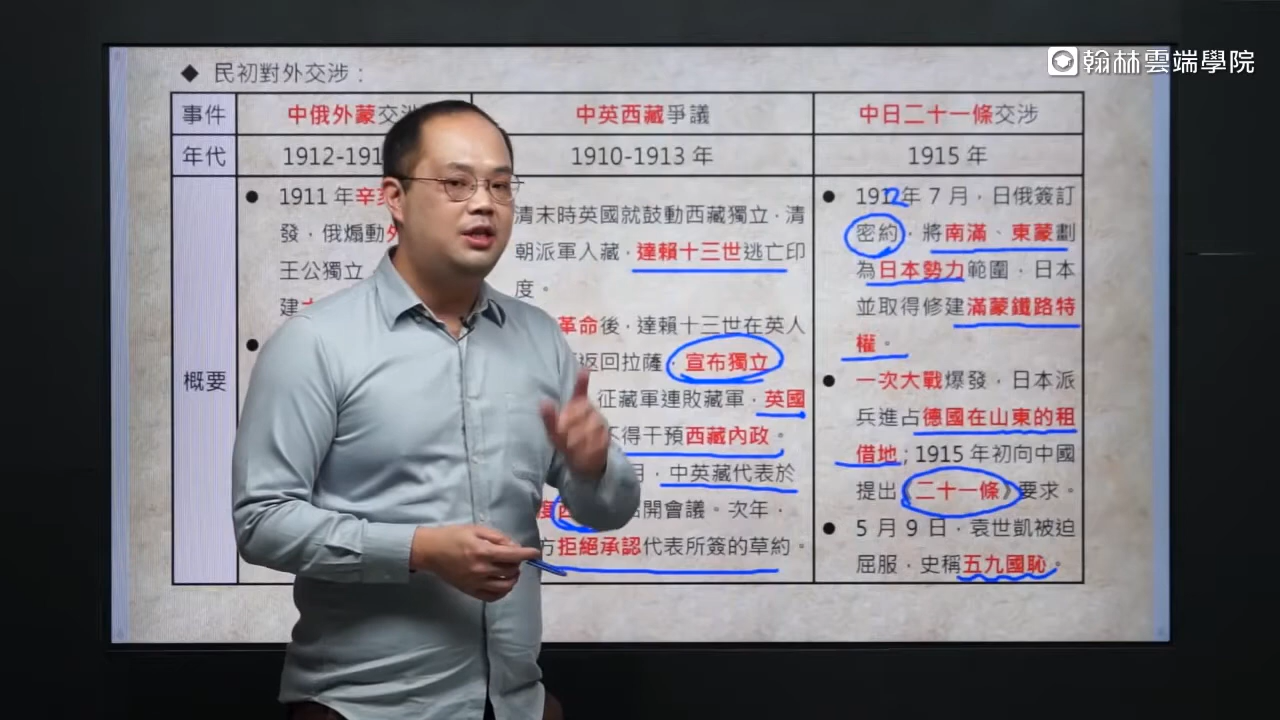 翰林雲端學院
◆ 民初對外交涉：
事件 中俄外蒙交涉 中英西藏爭議 中日二十一條交涉
年代 1912-191 1910-1913 年 1915 年
概要
● 1911 年辛亥
發，俄煽動外
王公獨立
建
●
清末時英國就鼓動西藏獨立，清
朝派軍入藏，達賴十三世逃亡印
度。
革命後，達賴十三世在英人
返回拉薩，宣布獨立
征藏軍連敗藏軍，英國
不得干預西藏內政。
月，中英藏代表於
開會議。次年，
方拒絕承認代表所簽的草約。
● 1912年 7 月，日俄簽訂
密約，將南滿、東蒙劃
為日本勢力範圍，日本
並取得修建滿蒙鐵路特
權。
● 一次大戰爆發，日本派
兵進占德國在山東的租
借地；1915 年初向中國
提出《二十一條》要求。
● 5 月 9 日，袁世凱被迫
屈服，史稱五九國恥。